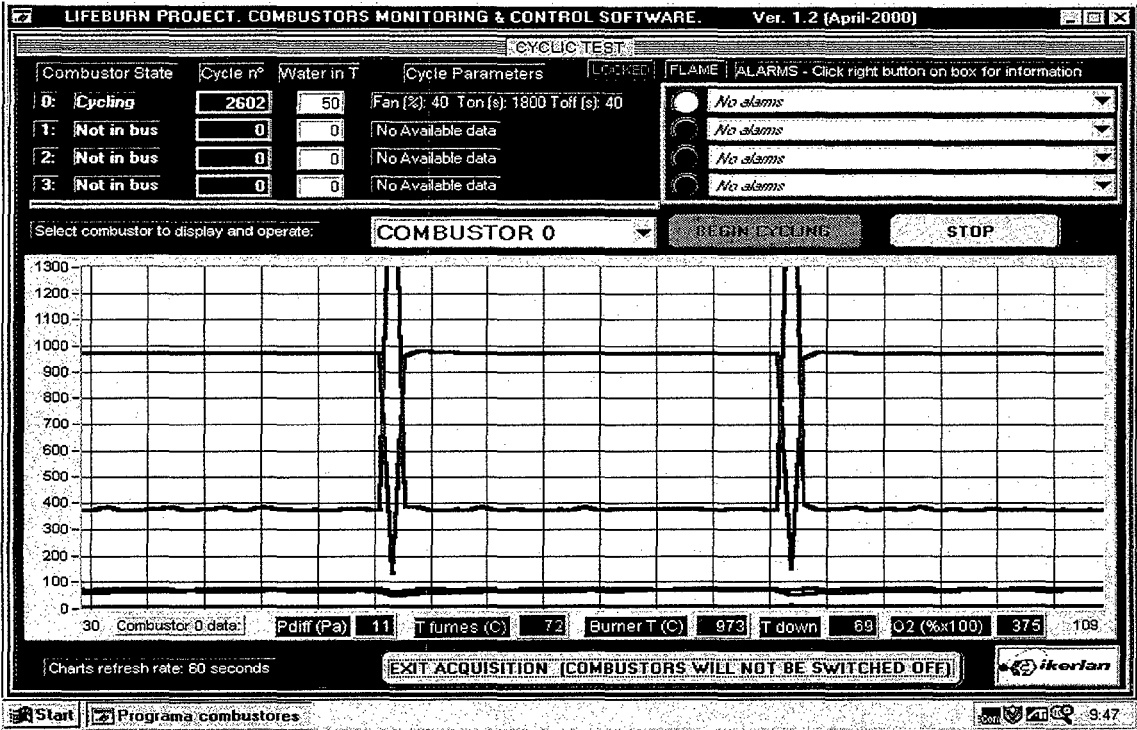 LIFEBURN PROJECT. COMBUSTORS MONITORING & CONTROL SOFTWARE. Ver. 1.2 (April-2000)
CYCLIC TEST
Combustor State Cycle nº Water in T Cycle Parameters LOCKED FLAME ALARMS - Click right button on box for information
0: Cycling 2602 50 Fan (%): 40 Ton (s): 1800 Toff (s): 40 No alarms
1: Not in bus 0 0 No Available data No alarms
2: Not in bus 0 0 No Available data No alarms
3: Not in bus 0 0 No Available data No alarms
Select combustor to display and operate: COMBUSTOR 0 BEGIN CYCLING STOP
1300
1200
1100
1000
900
800
700
600
500
400
300
200
100
0
30 Combustor 0 data: Pdiff (Pa) 11 T fumes (C) 72 Burner T (C) 973 T down 69 O2 (%x100) 375 109
Charts refresh rate: 60 seconds EXIT ACQUISITION (COMBUSTORS WILL NOT BE SWITCHED OFF) ikerlan
Start Programa combustores 9:47